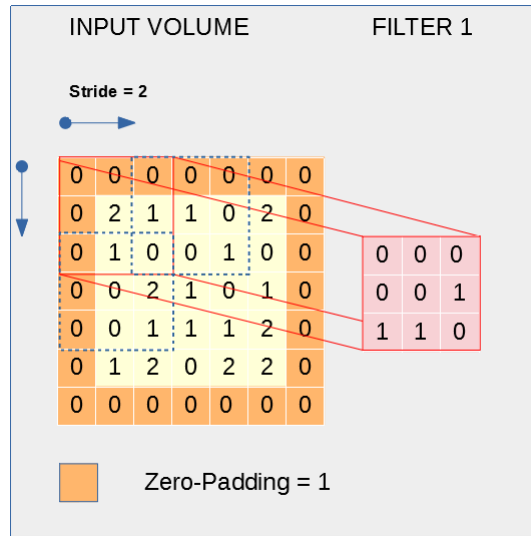 INPUT VOLUME FILTER 1
Stride = 2
0 0 0 0 0 0 0
0 2 1 1 0 2 0
0 1 0 0 1 0 0
0 0 2 1 0 1 0
0 0 1 1 1 2 0
0 1 2 0 2 2 0
0 0 0 0 0 0 0
0 0 0
0 0 1
1 1 0
Zero-Padding = 1